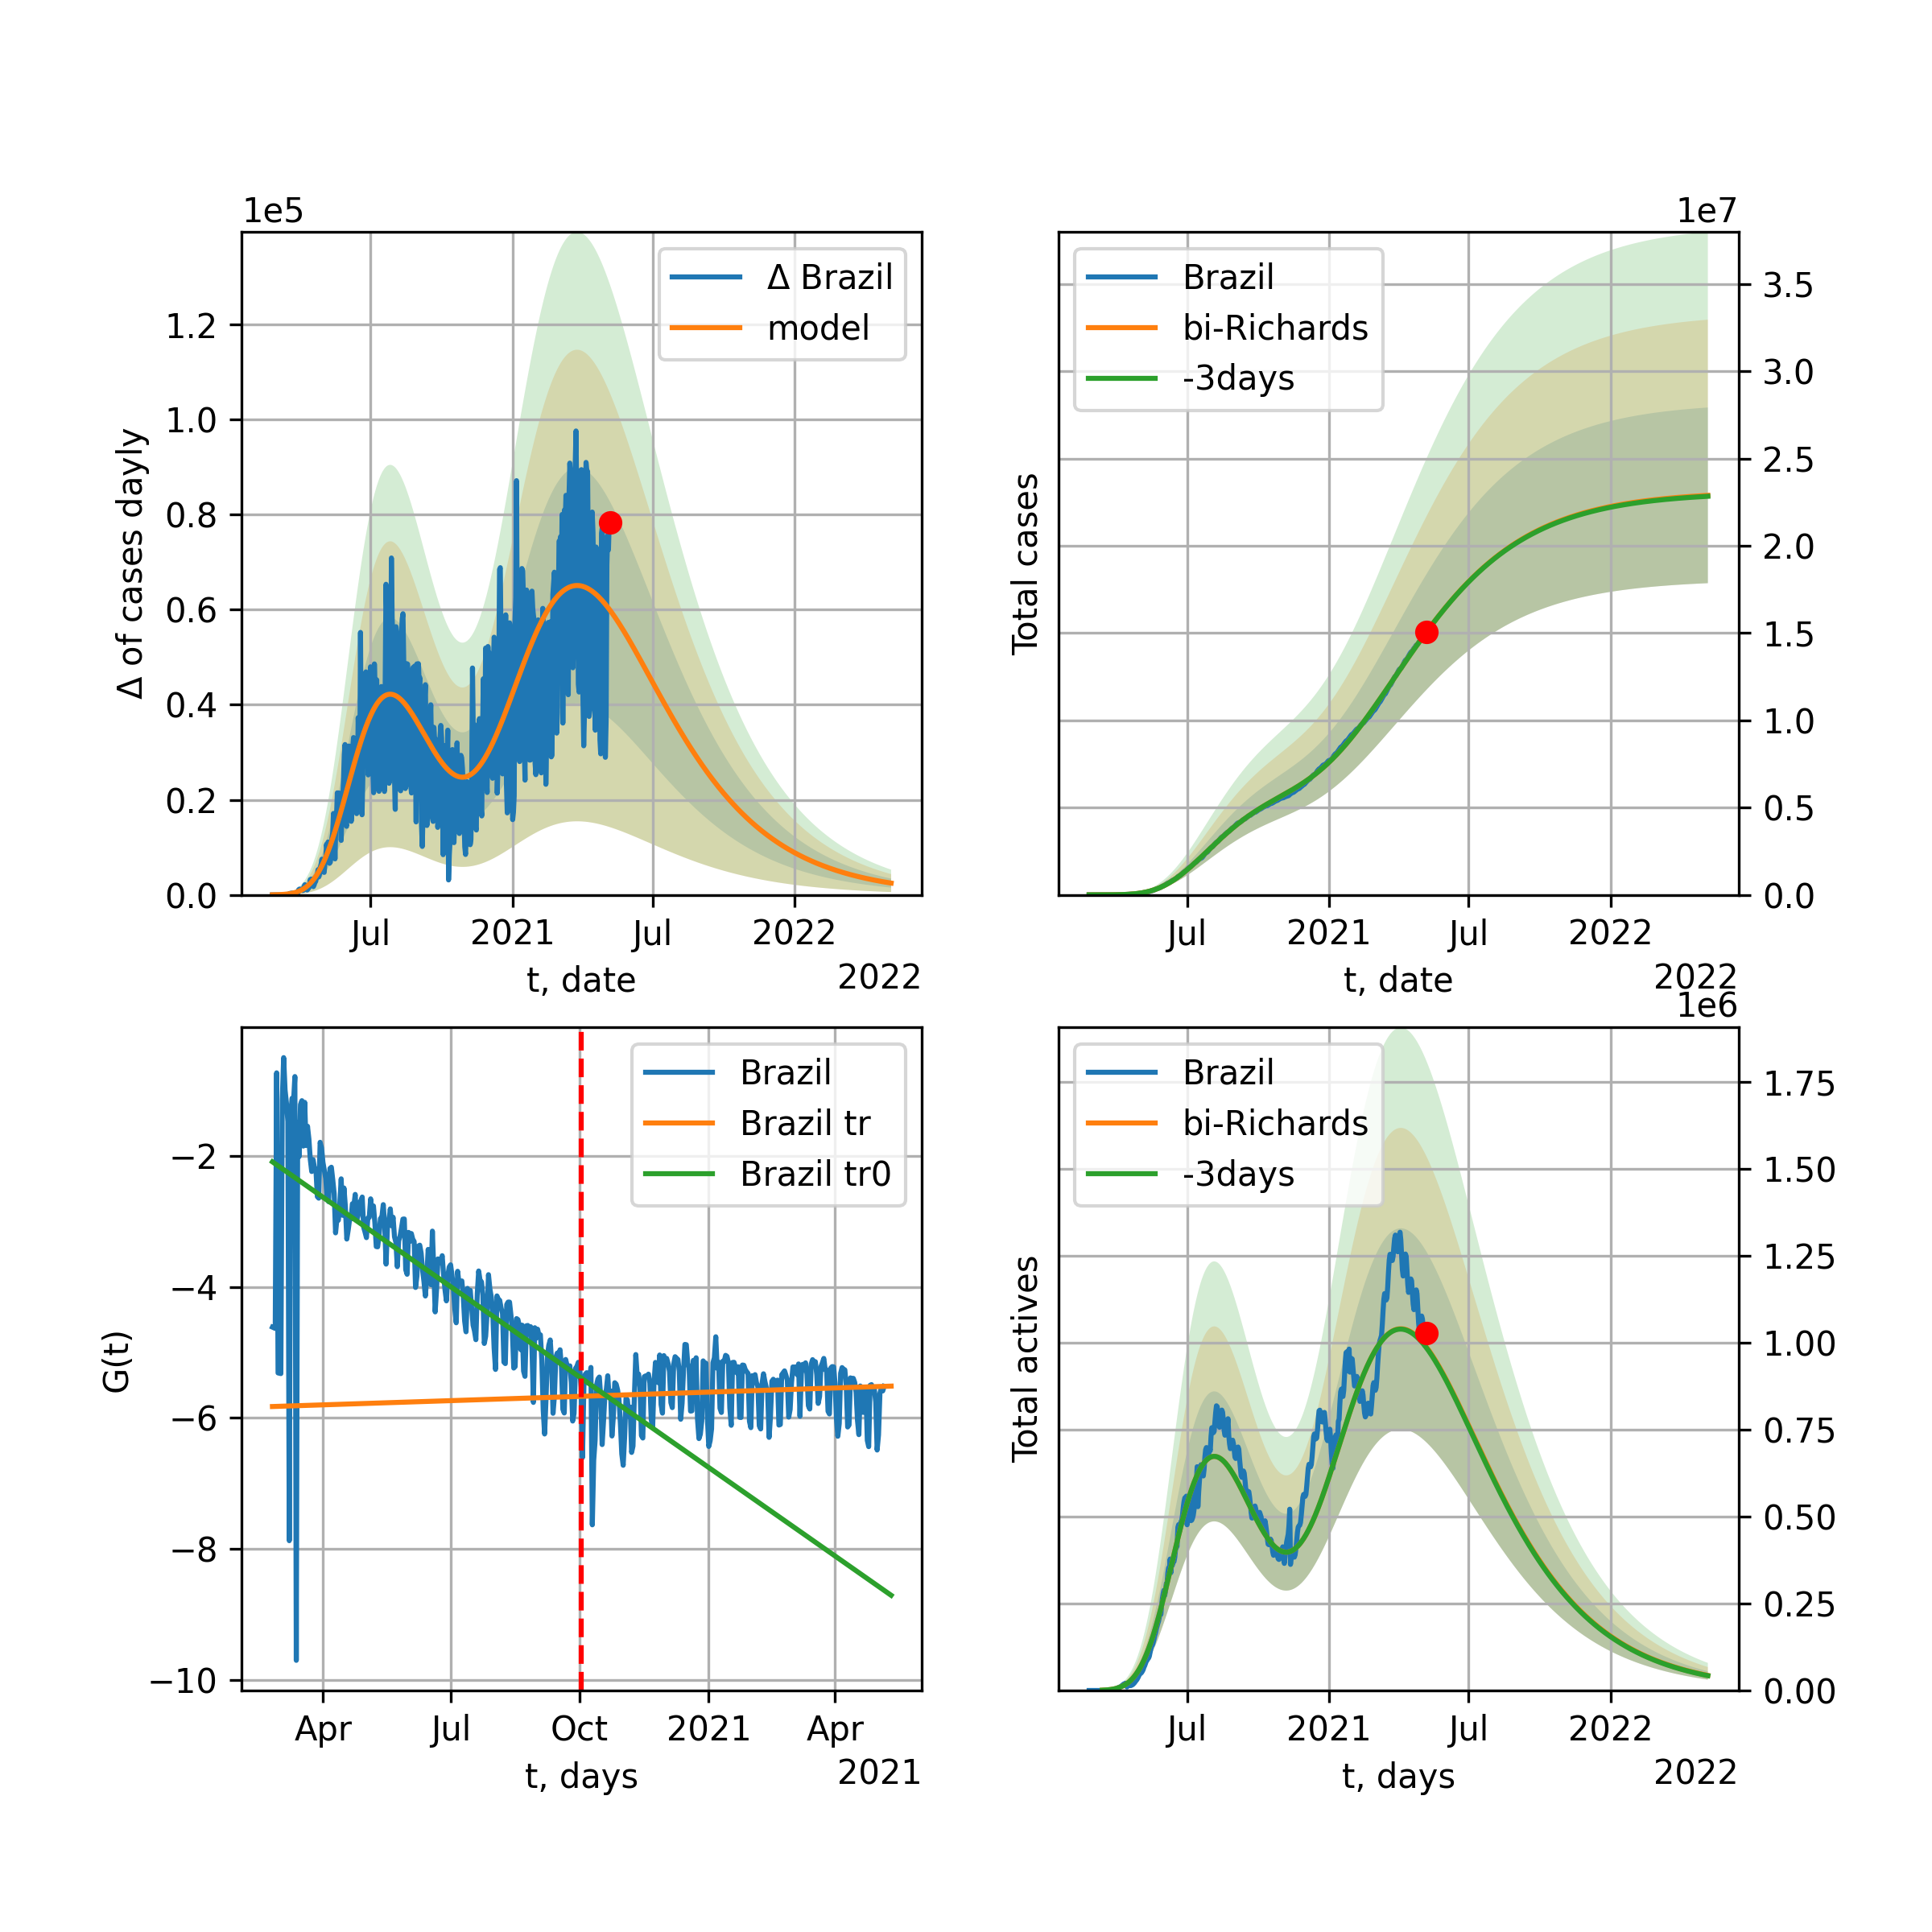 1e5
Δ of cases dayly
1.2
1.0
0.8
0.6
0.4
0.2
0.0
Δ Brazil
model
Jul
2021
Jul
2022
t, date
2022
1e7
Total cases
Brazil
bi-Richards
-3days
3.5
3.0
2.5
2.0
1.5
1.0
0.5
0.0
Jul
2021
Jul
2022
t, date
2022
G(t)
−2
−4
−6
−8
−10
Brazil
Brazil tr
Brazil tr0
Apr
Jul
Oct
2021
Apr
t, days
2021
1e6
Total actives
Brazil
bi-Richards
-3days
1.75
1.50
1.25
1.00
0.75
0.50
0.25
0.00
Jul
2021
Jul
2022
t, days
2022